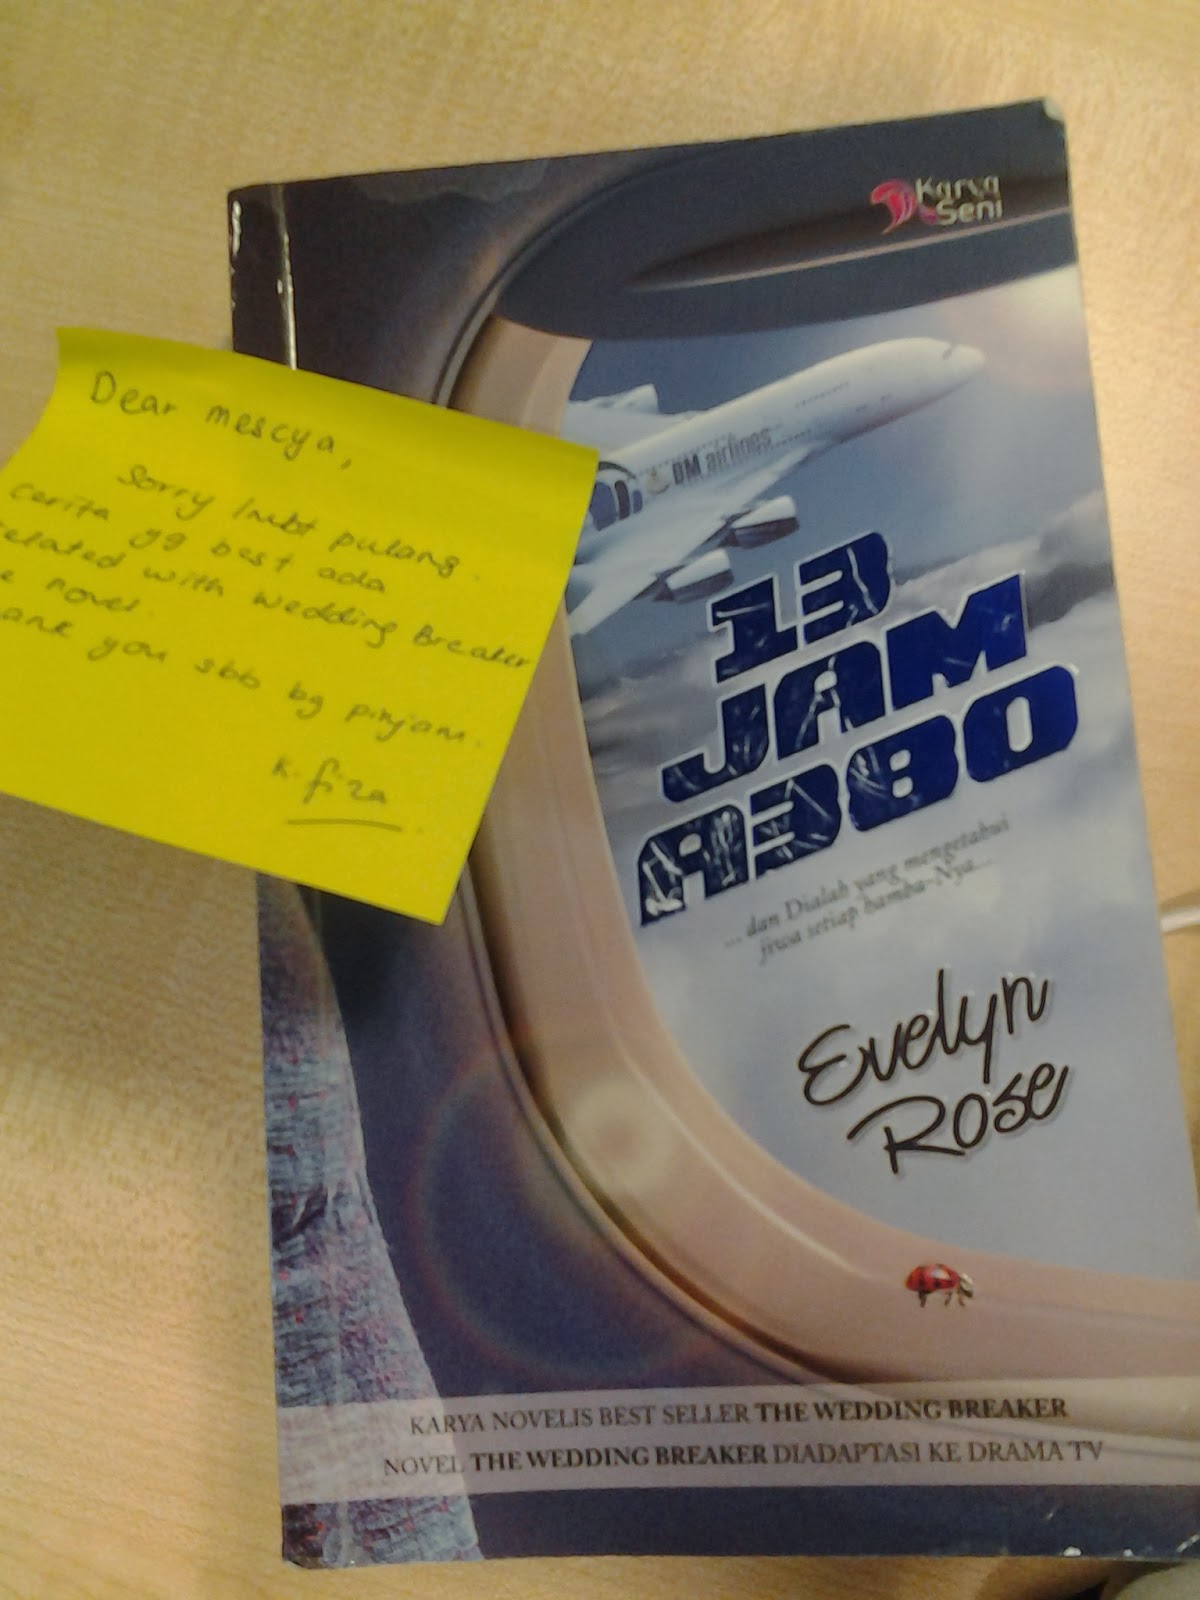 Dear mescya,
Sorry lmbt pulang.
cerita yg best ada
related with wedding Breaker
novel.
you sbb bg pinjam.
k. fiza
Karya
Seni
BM airlines
13
JAM
A380
... dan Dialah yang mengetahui
jiwa setiap hamba-Nya...
Evelyn
Rose
KARYA NOVELIS BEST SELLER THE WEDDING BREAKER
NOVEL THE WEDDING BREAKER DIADAPTASI KE DRAMA TV